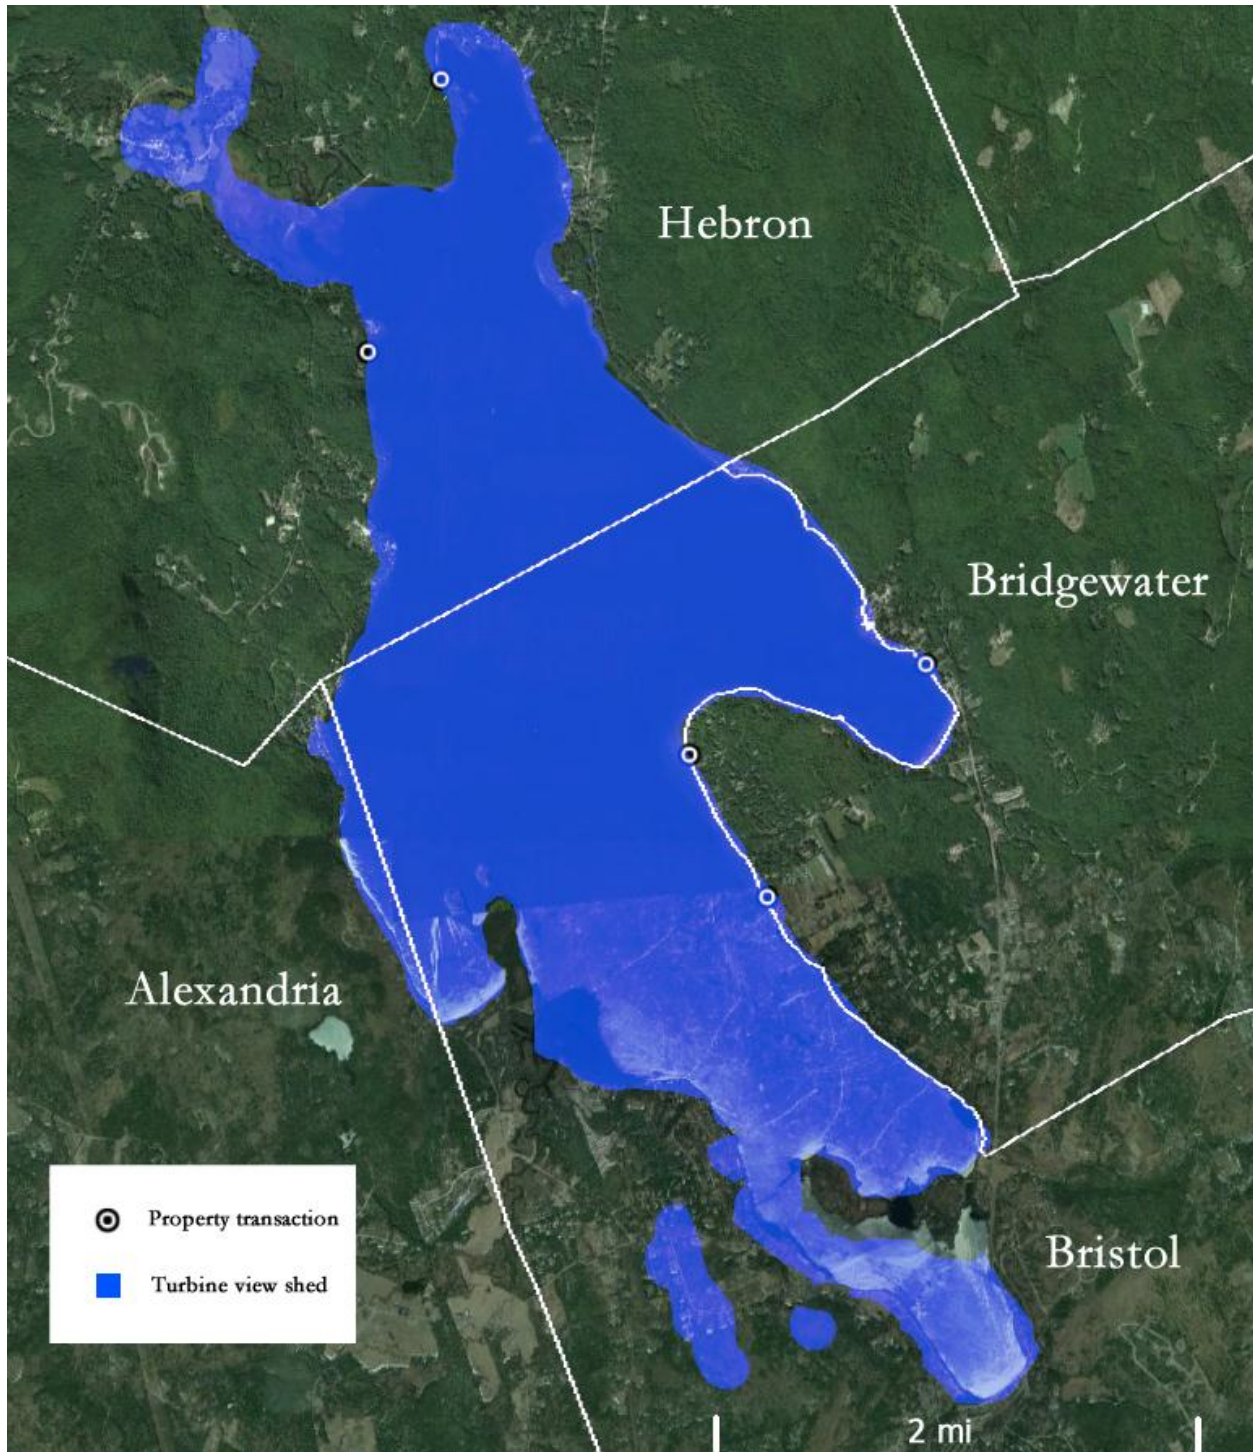 Hebron
Bridgewater
Alexandria
Property transaction
Turbine view shed
Bristol
2 mi